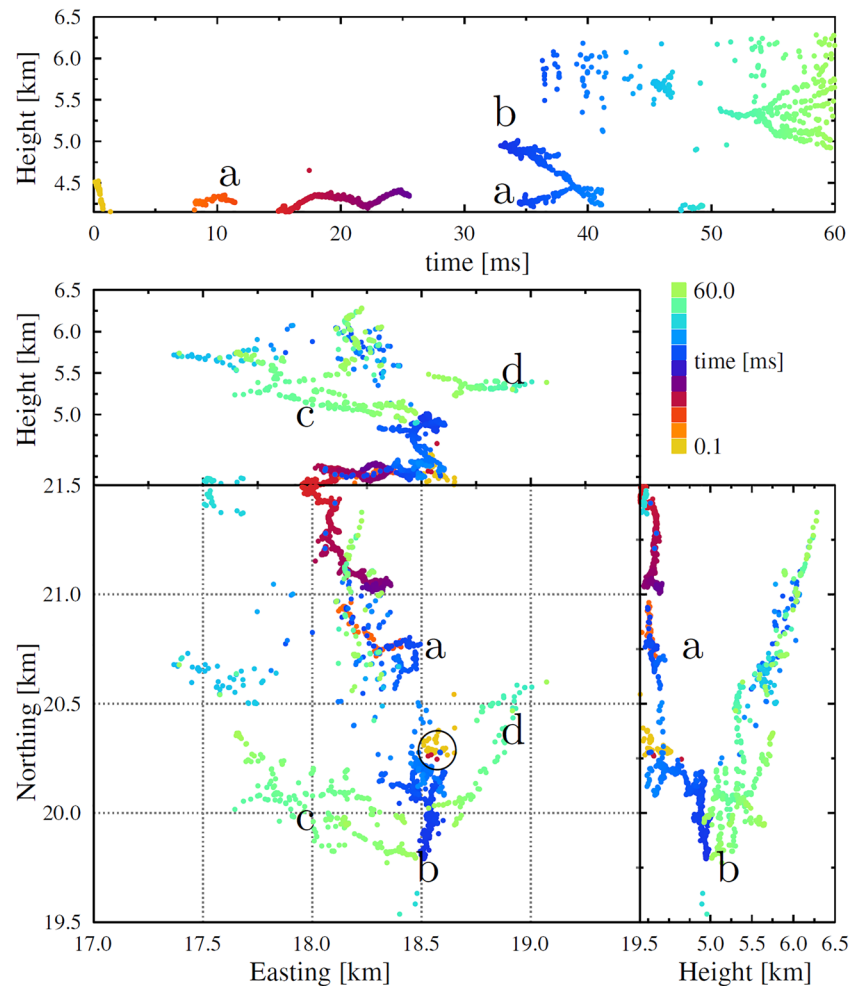 6.5
6.0
5.5
5.0
4.5
Height [km]
a
b
a
0 10 20 30 40 50 60
time [ms]
6.5
6.0
5.5
5.0
Height [km]
c
d
60.0
time [ms]
0.1
21.5
21.0
20.5
20.0
19.5
Northing [km]
a
d
c
b
a
b
17.0 17.5 18.0 18.5 19.0 19.5 5.0 5.5 6.0 6.5
Easting [km]
Height [km]